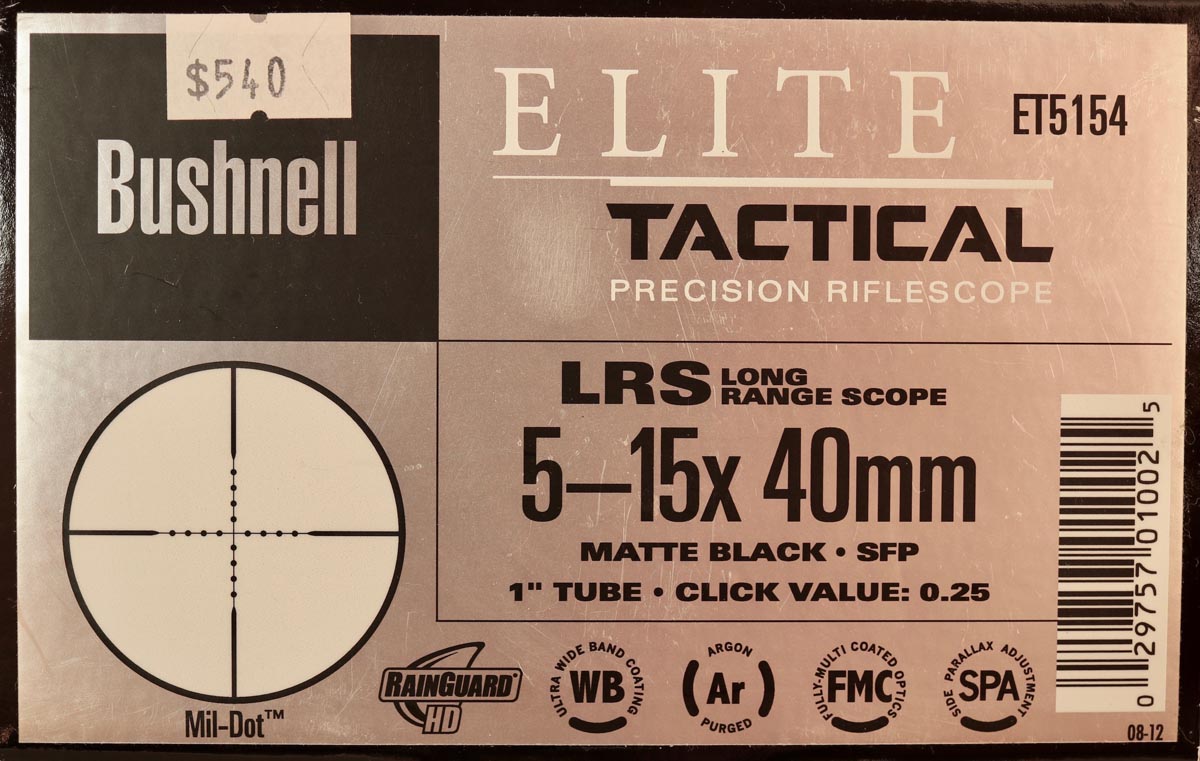 $540
Bushnell
ELITE
ET5154
TACTICAL
PRECISION RIFLESCOPE
LRS LONG RANGE SCOPE
5–15x 40mm
MATTE BLACK • SFP
1" TUBE • CLICK VALUE: 0.25
Mil-Dot™
RAINGUARD®
HD
ULTRA WIDE BAND COATING
WB
ARGON
(Ar)
PURGED
FULLY-MULTI COATED OPTICS
FMC
SIDE PARALLAX ADJUSTMENT
SPA
0 29757 01002 5
08-12